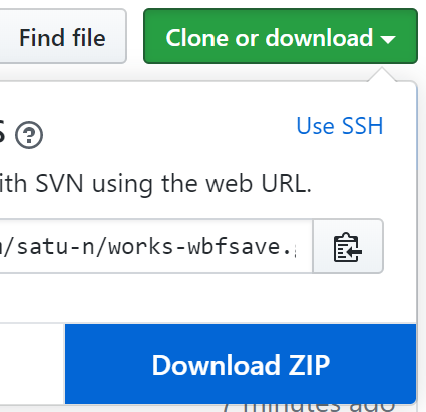 Find file
Clone or download
Use SSH
ith SVN using the web URL.
/satu-n/works-wbfsave.
Download ZIP
7 minutes ago